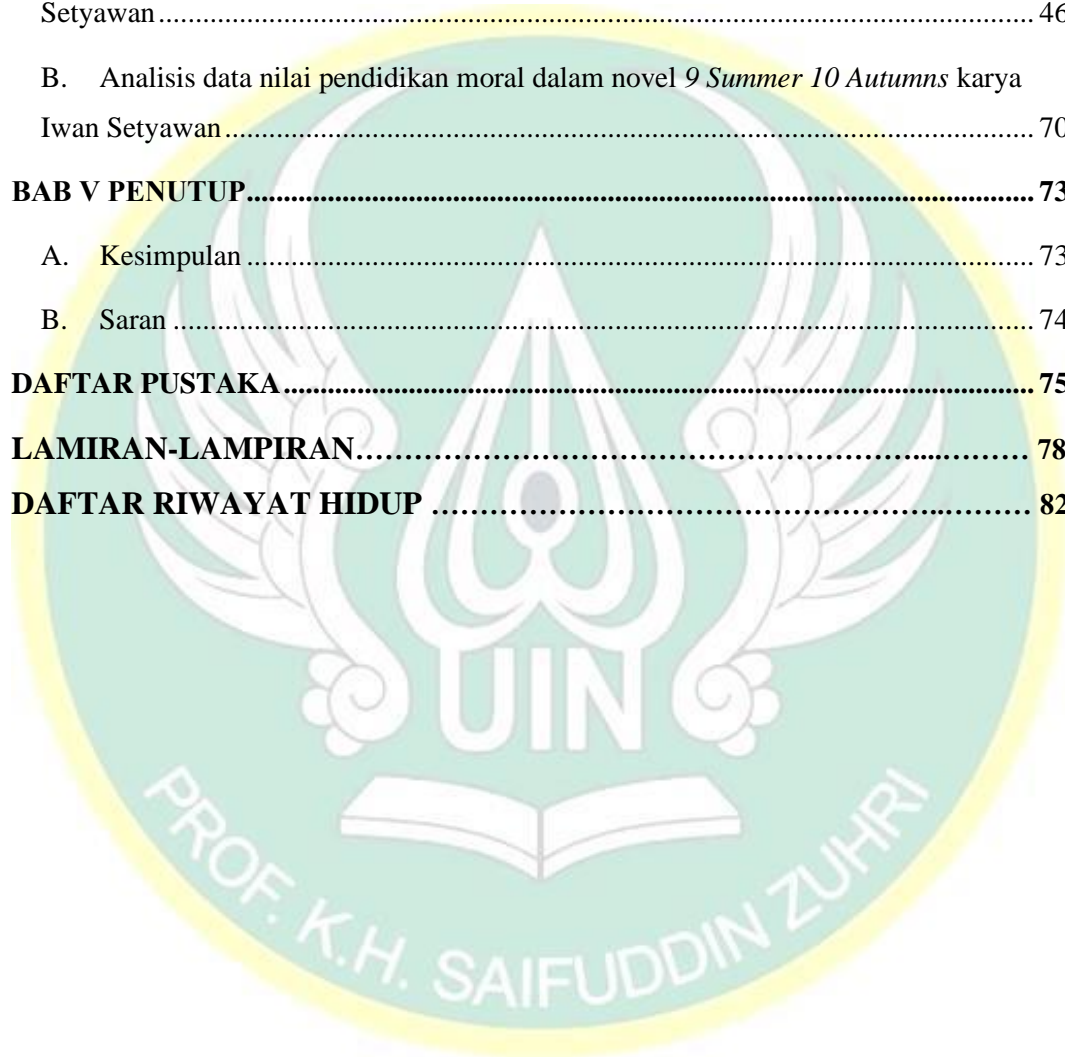 Setyawan.......................................................................................................................... 46
B. Analisis data nilai pendidikan moral dalam novel 9 Summer 10 Autumns karya
Iwan Setyawan................................................................................................................. 70
BAB V PENUTUP............................................................................................................ 73
A. Kesimpulan................................................................................................................ 73
B. Saran.......................................................................................................................... 74
DAFTAR PUSTAKA........................................................................................................ 75
LAMIRAN-LAMPIRAN……………………………………………………...……… 78
DAFTAR RIWAYAT HIDUP ………………………………………………...……… 82
UIN
PROF. K.H. SAIFUDDIN ZUHRI